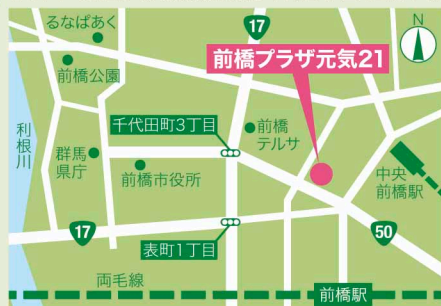 るなぱあく
17
N
前橋プラザ元気21
前橋公園
千代田町3丁目
前橋
テルサ
利根川
群馬
県庁
前橋市役所
中央
前橋駅
17
50
表町1丁目
両毛線
前橋駅